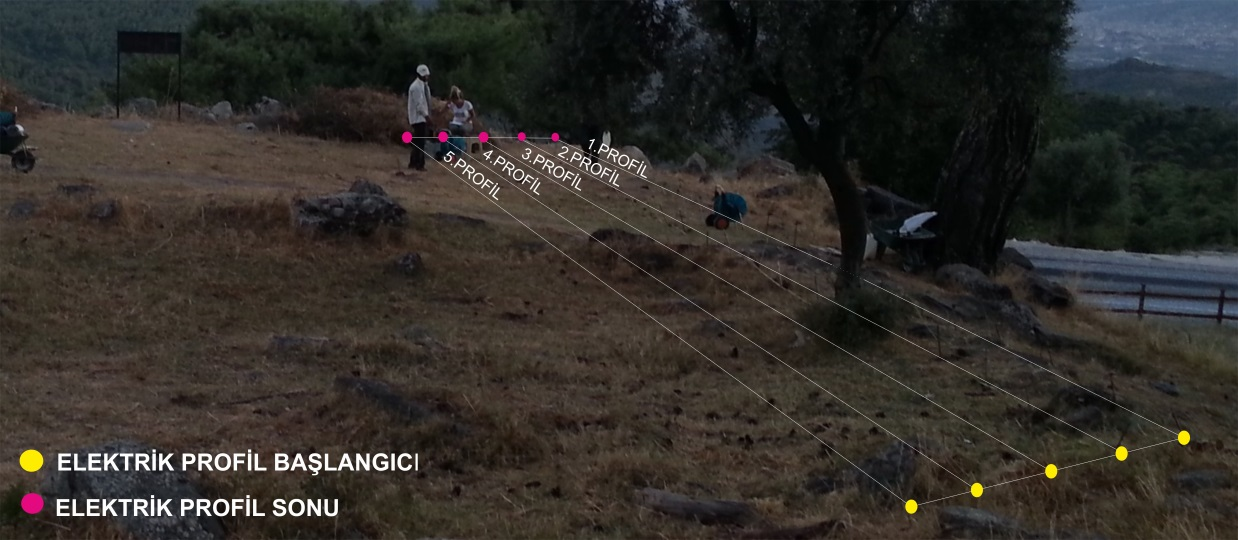 1.PROFİL
2.PROFİL
3.PROFİL
4.PROFİL
5.PROFİL
ELEKTRİK PROFİL BAŞLANGICI
ELEKTRİK PROFİL SONU